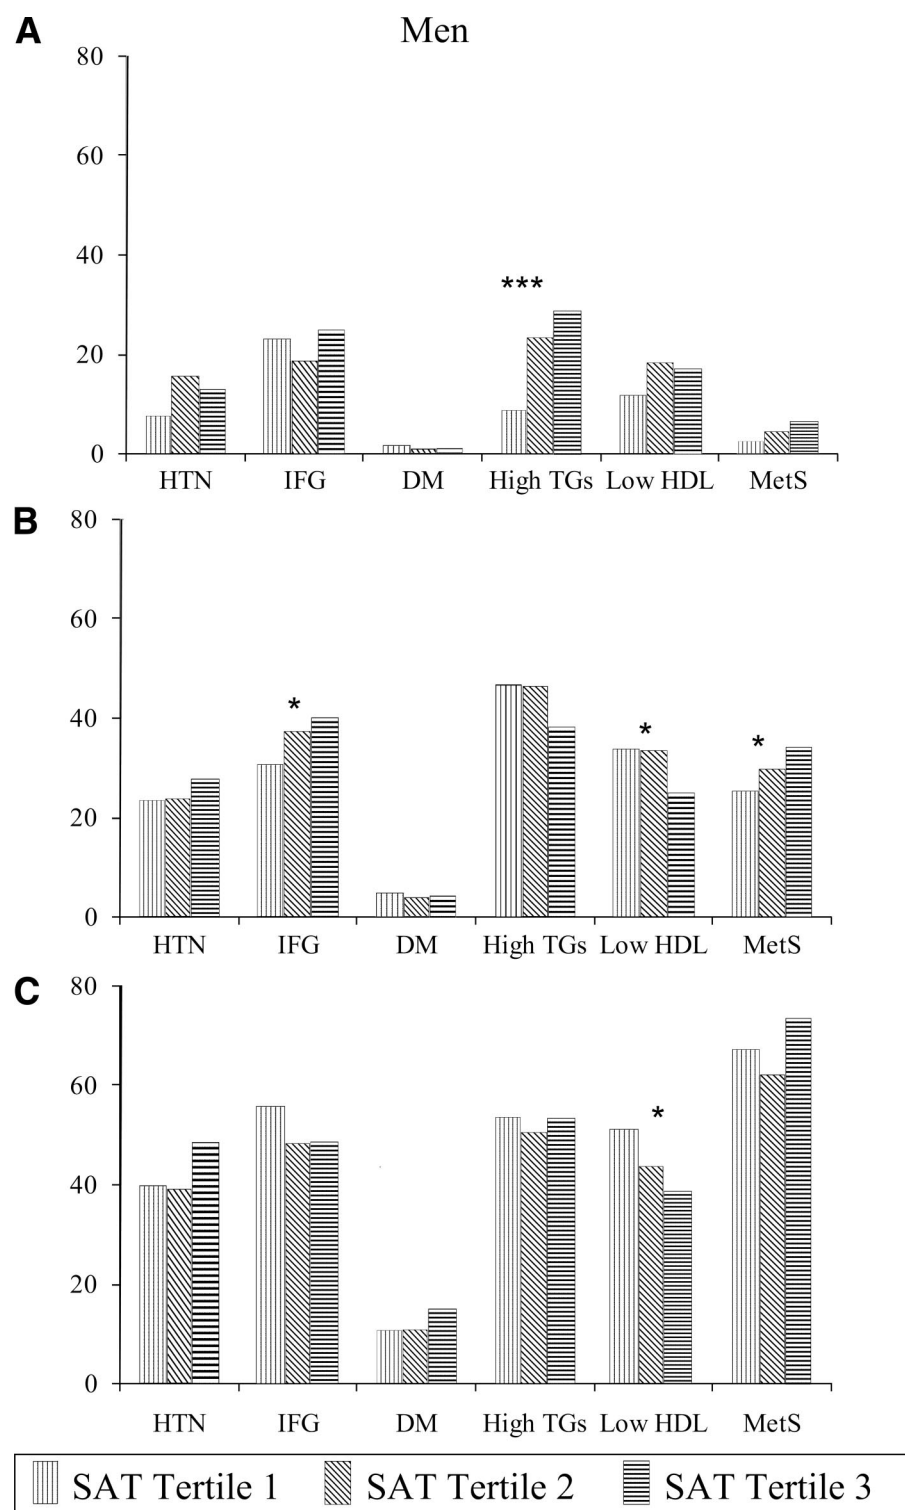 A
Men
80
60
40
***
20
0
HTN IFG DM High TGs Low HDL MetS
B
80
60
40
* * *
20
0
HTN IFG DM High TGs Low HDL MetS
C
80
60
*
40
20
0
HTN IFG DM High TGs Low HDL MetS
SAT Tertile 1 SAT Tertile 2 SAT Tertile 3